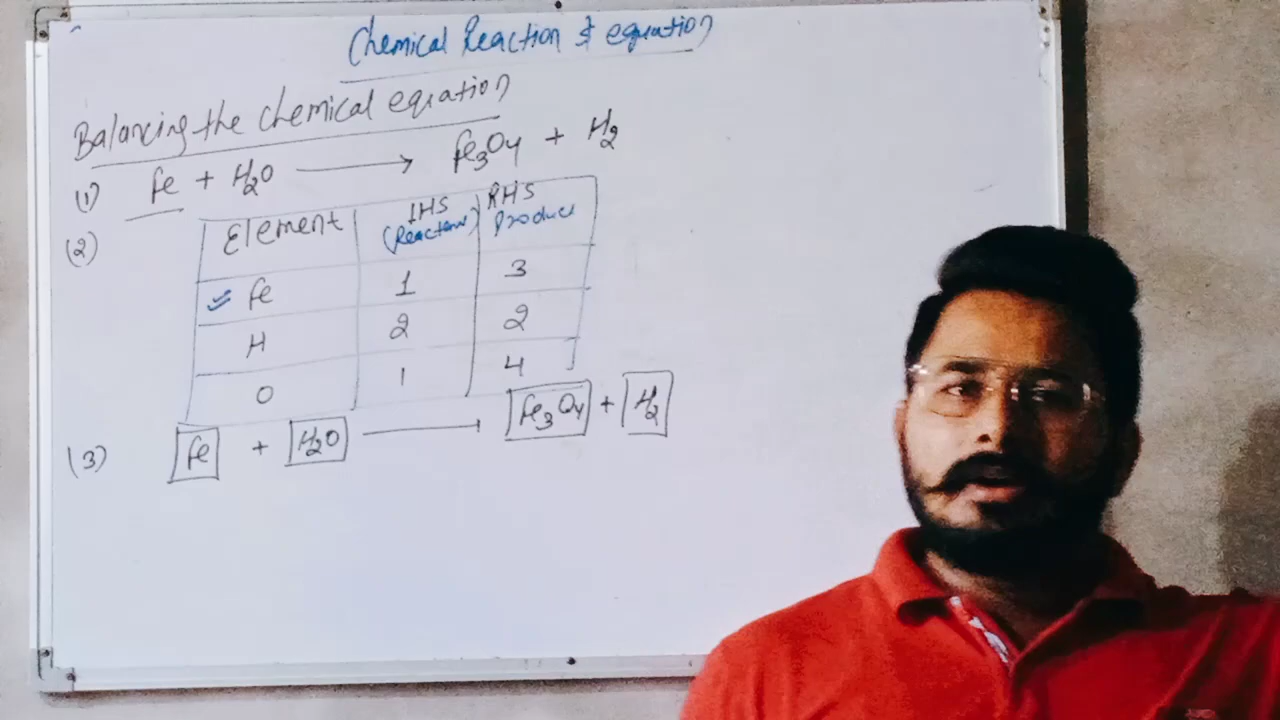 Chemical Reaction & equation
Balancing the chemical equation
(1) Fe + H2O ⟶ Fe3O4 + H2
(2)
Element LHS RHS
(Reactant) Product
Fe 1 3
H 2 2
O 1 4
(3) Fe + H2O ⟶ Fe3O4 + H2